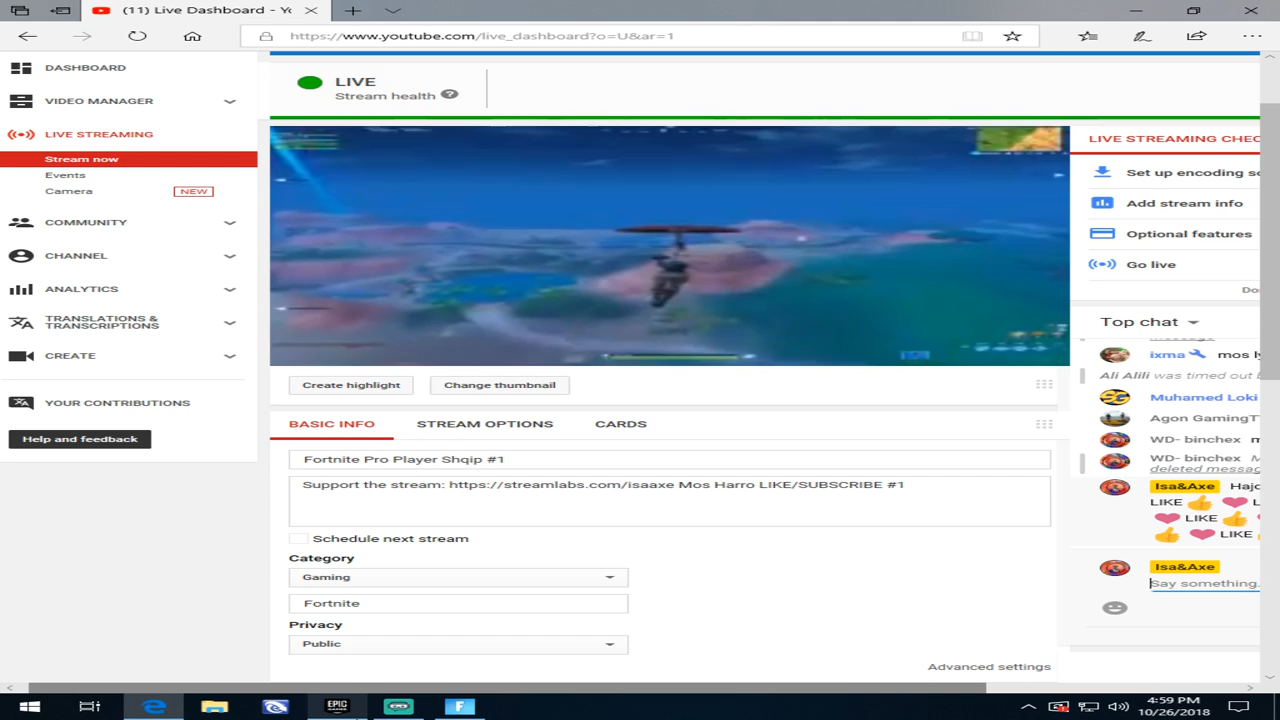 (11) Live Dashboard - Yo
https://www.youtube.com/live_dashboard?o=U&ar=1
DASHBOARD
VIDEO MANAGER
LIVE STREAMING
Stream now
Events
Camera NEW
COMMUNITY
CHANNEL
ANALYTICS
TRANSLATIONS &
TRANSCRIPTIONS
CREATE
YOUR CONTRIBUTIONS
Help and feedback
LIVE
Stream health ?
Create highlight Change thumbnail
BASIC INFO STREAM OPTIONS CARDS
Fortnite Pro Player Shqip #1
Support the stream: https://streamlabs.com/isaaxe Mos Harro LIKE/SUBSCRIBE #1
Schedule next stream
Category
Gaming
Fortnite
Privacy
Public
Advanced settings
LIVE STREAMING CHEC
Set up encoding so
Add stream info
Optional features
Go live
Do
Top chat
message
ixma mos ly
Ali Alili was timed out b
Muhamed Loki
Agon GamingT
WD- binchex m
WD- binchex M
deleted messag
Isa&Axe Hajd
LIKE L
LIKE
LIKE
Isa&Axe
Say something.
EPIC
GAMES
F
4:59 PM
10/26/2018